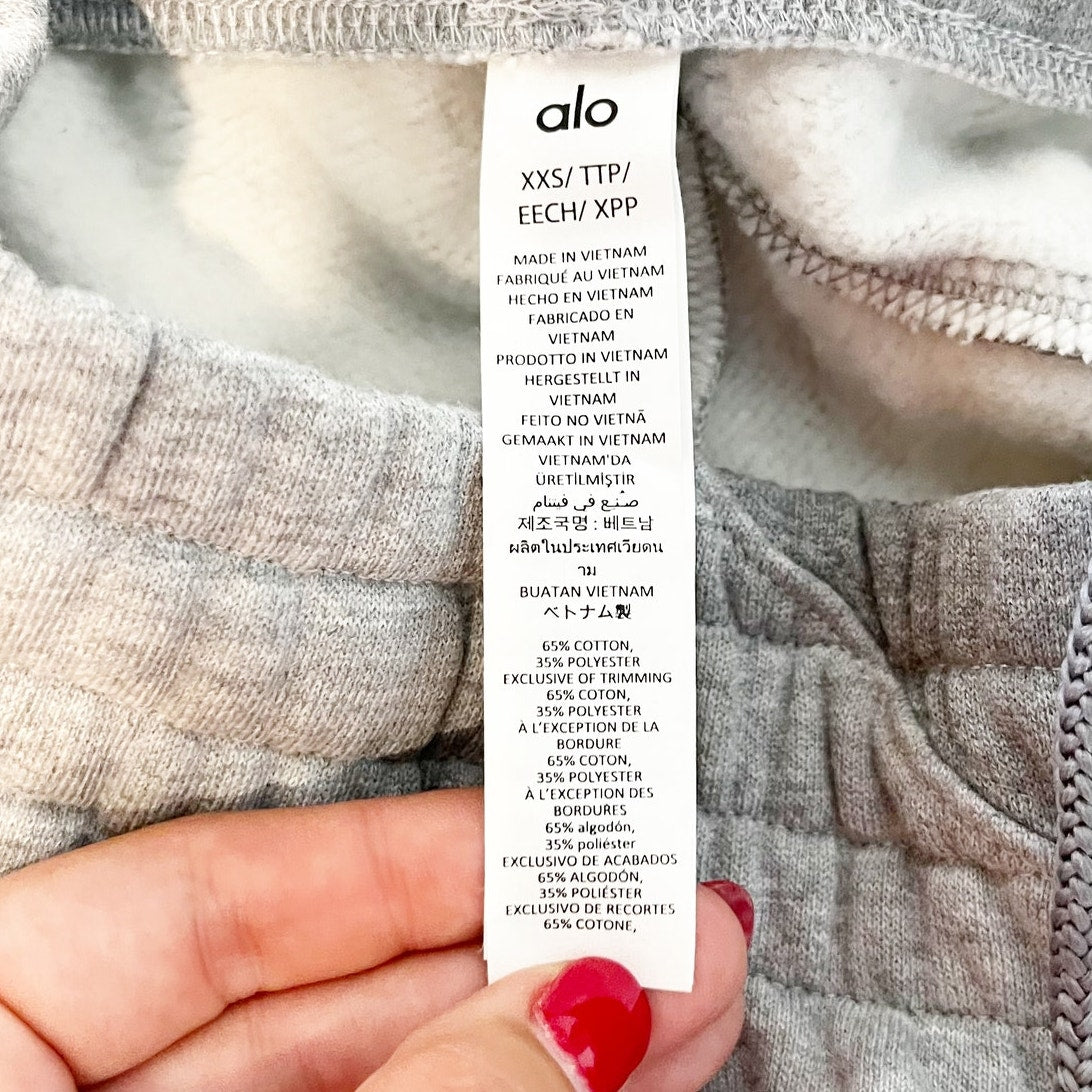 alo
XXS/ TTP/
EECH/ XPP
MADE IN VIETNAM
FABRIQUÉ AU VIETNAM
HECHO EN VIETNAM
FABRICADO EN
VIETNAM
PRODOTTO IN VIETNAM
HERGESTELLT IN
VIETNAM
FEITO NO VIETNÃ
GEMAAKT IN VIETNAM
VIETNAM'DA
ÜRETİLMİŞTİR
صُنع في فيتنام
제조국명 : 베트남
ผลิตในประเทศเวียดน
าม
BUATAN VIETNAM
ベトナム製
65% COTTON,
35% POLYESTER
EXCLUSIVE OF TRIMMING
65% COTON,
35% POLYESTER
À L'EXCEPTION DE LA
BORDURE
65% COTON,
35% POLYESTER
À L'EXCEPTION DES
BORDURES
65% algodón,
35% poliéster
EXCLUSIVO DE ACABADOS
65% ALGODÓN,
35% POLIÉSTER
EXCLUSIVO DE RECORTES
65% COTONE,